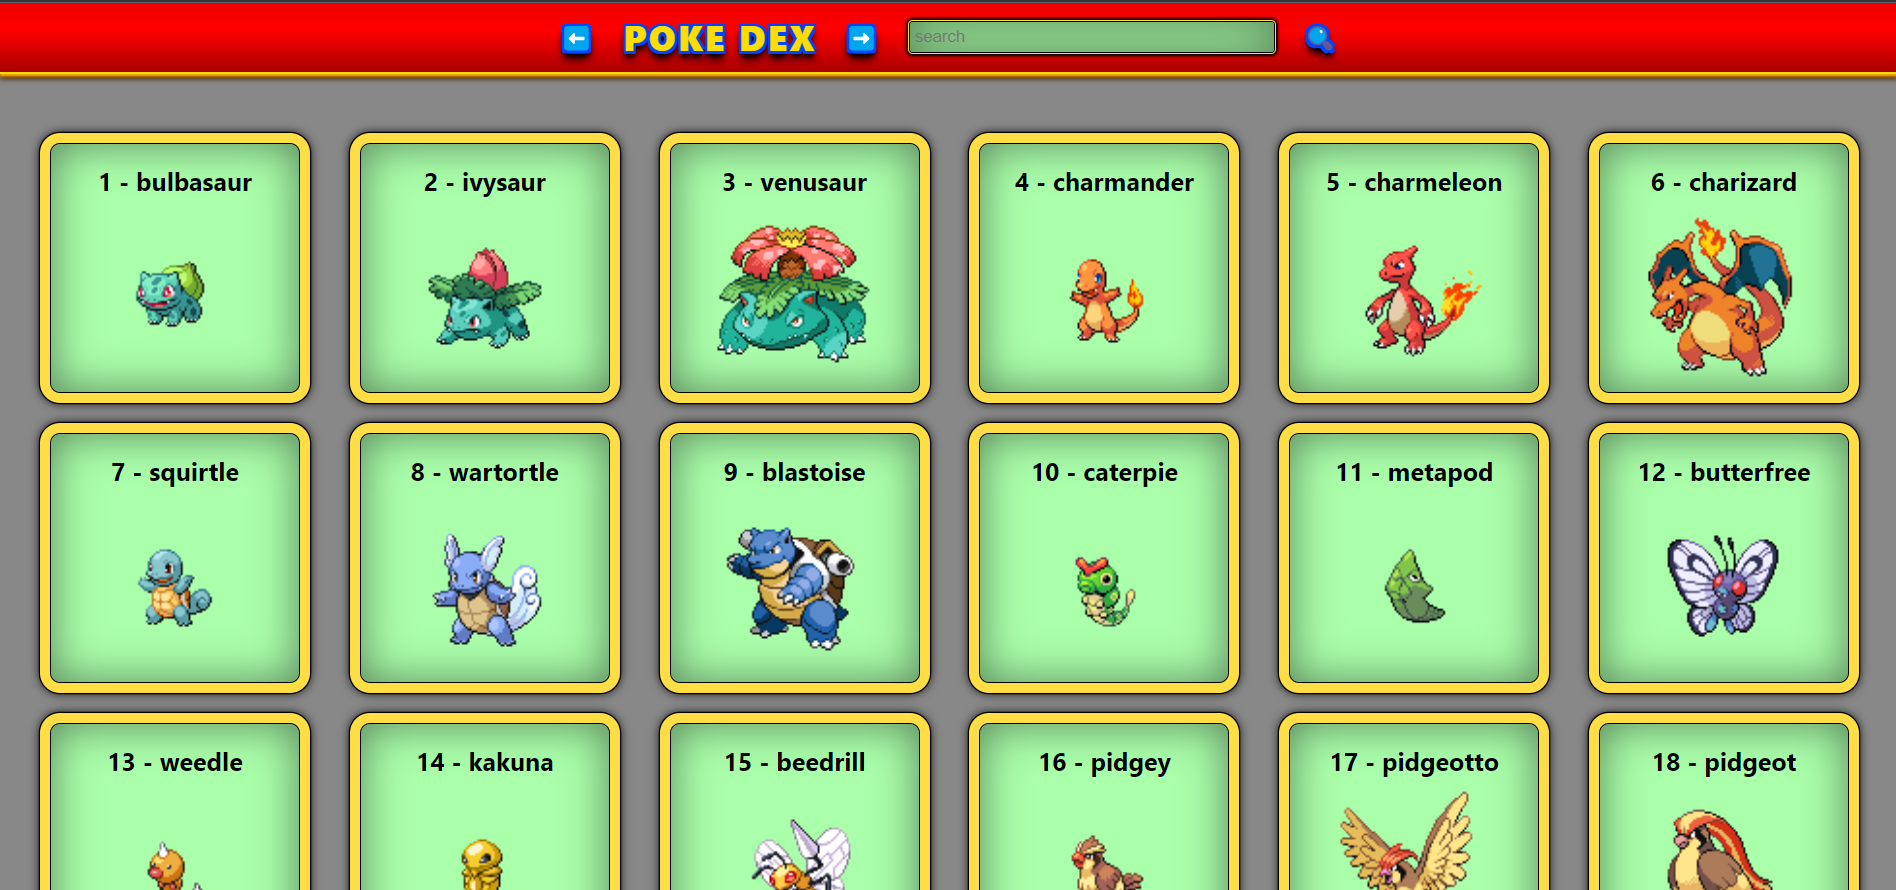 POKE DEX
search
1 - bulbasaur
2 - ivysaur
3 - venusaur
4 - charmander
5 - charmeleon
6 - charizard
7 - squirtle
8 - wartortle
9 - blastoise
10 - caterpie
11 - metapod
12 - butterfree
13 - weedle
14 - kakuna
15 - beedrill
16 - pidgey
17 - pidgeotto
18 - pidgeot